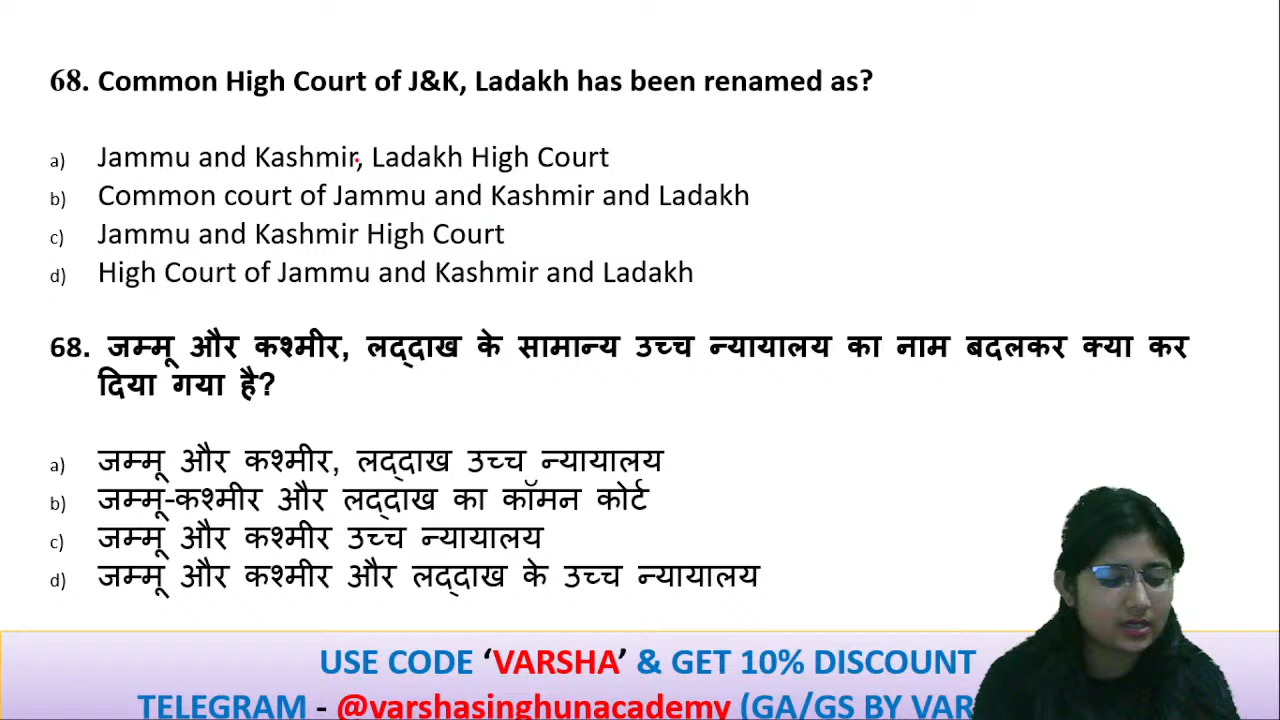 68. Common High Court of J&K, Ladakh has been renamed as?
a) Jammu and Kashmir, Ladakh High Court
b) Common court of Jammu and Kashmir and Ladakh
c) Jammu and Kashmir High Court
d) High Court of Jammu and Kashmir and Ladakh
68. जम्मू और कश्मीर, लद्दाख के सामान्य उच्च न्यायालय का नाम बदलकर क्या कर
दिया गया है?
a) जम्मू और कश्मीर, लद्दाख उच्च न्यायालय
b) जम्मू-कश्मीर और लद्दाख का कॉमन कोर्ट
c) जम्मू और कश्मीर उच्च न्यायालय
d) जम्मू और कश्मीर और लद्दाख के उच्च न्यायालय
USE CODE ‘VARSHA’ & GET 10% DISCOUNT
TELEGRAM - @varshasinghunacademy (GA/GS BY VAR